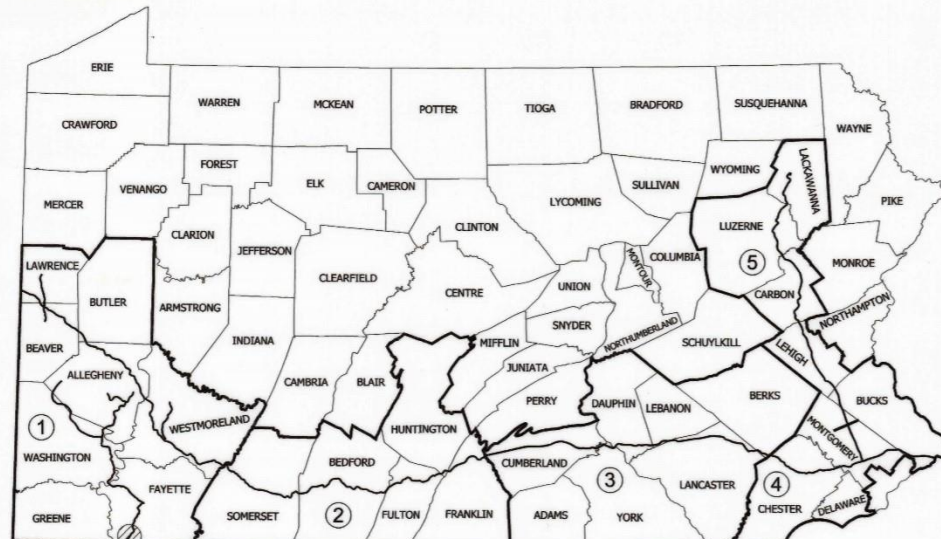 ERIE
WARREN
MCKEAN
POTTER
TIOGA
BRADFORD
SUSQUEHANNA
CRAWFORD
WAYNE
FOREST
WYOMING
LACKAWANNA
VENANGO
ELK
CAMERON
SULLIVAN
MERCER
LYCOMING
PIKE
CLARION
CLINTON
LUZERNE
JEFFERSON
COLUMBIA
MONTOUR
5
MONROE
LAWRENCE
CLEARFIELD
CENTRE
UNION
BUTLER
ARMSTRONG
CARBON
NORTHAMPTON
SNYDER
NORTHUMBERLAND
INDIANA
MIFFLIN
SCHUYLKILL
LEHIGH
BEAVER
JUNIATA
ALLEGHENY
CAMBRIA
BLAIR
PERRY
DAUPHIN
LEBANON
BERKS
BUCKS
WESTMORELAND
HUNTINGTON
1
MONTGOMERY
WASHINGTON
BEDFORD
CUMBERLAND
3
LANCASTER
4
FAYETTE
CHESTER
DELAWARE
GREENE
SOMERSET
2
FULTON
FRANKLIN
ADAMS
YORK